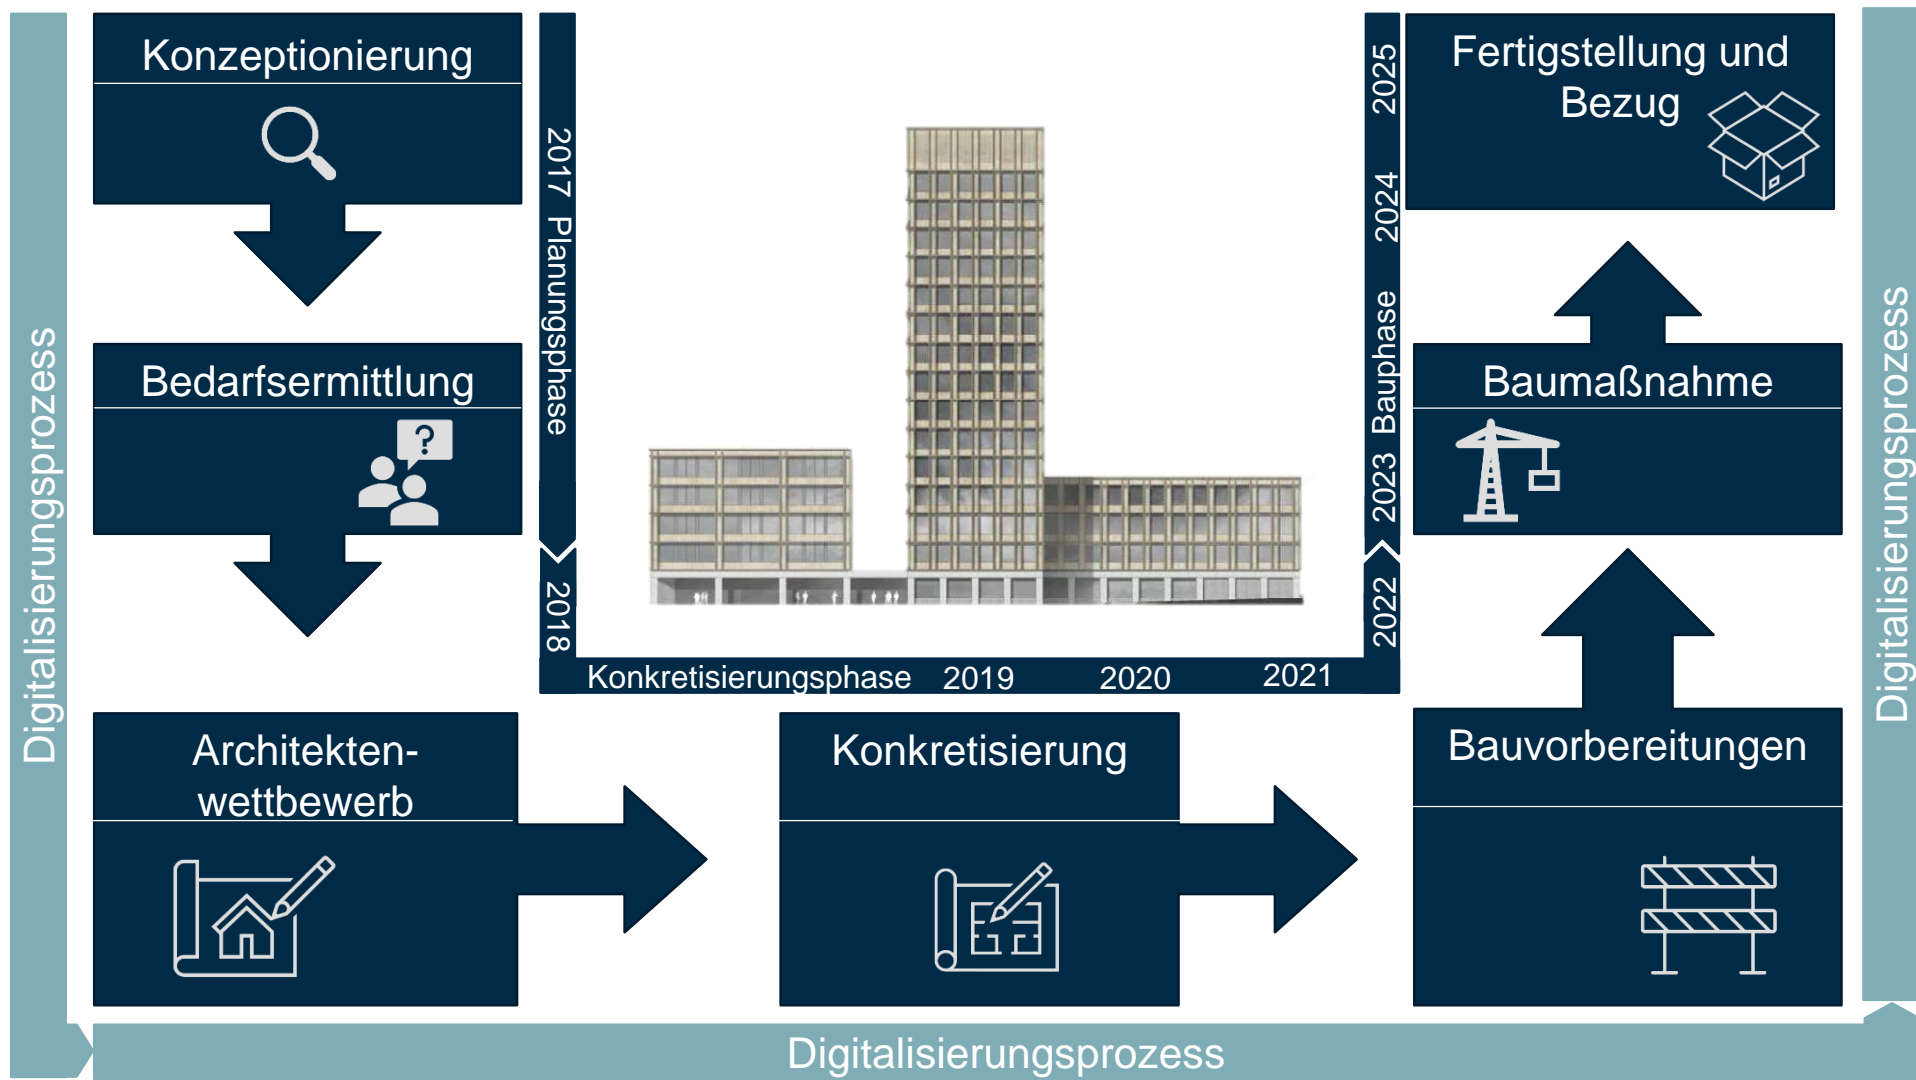 Konzeptionierung
Bedarfsermittlung
Architekten-
wettbewerb
Konkretisierung
Bauvorbereitungen
Baumaßnahme
Fertigstellung und
Bezug
2017 Planungsphase
2018
Konkretisierungsphase 2019 2020 2021
2022
2023 Bauphase 2024 2025
Digitalisierungsprozess
Digitalisierungsprozess
Digitalisierungsprozess
?